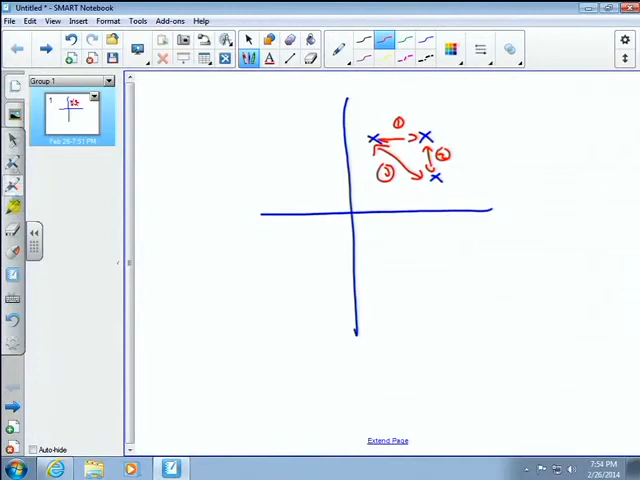 Untitled * - SMART Notebook
File Edit View Insert Format Tools Add-ons Help
Group 1
1
Feb 26-7:51 PM
① 
x x
②
③
x
Extend Page
Auto-hide
7:54 PM
2/26/2014